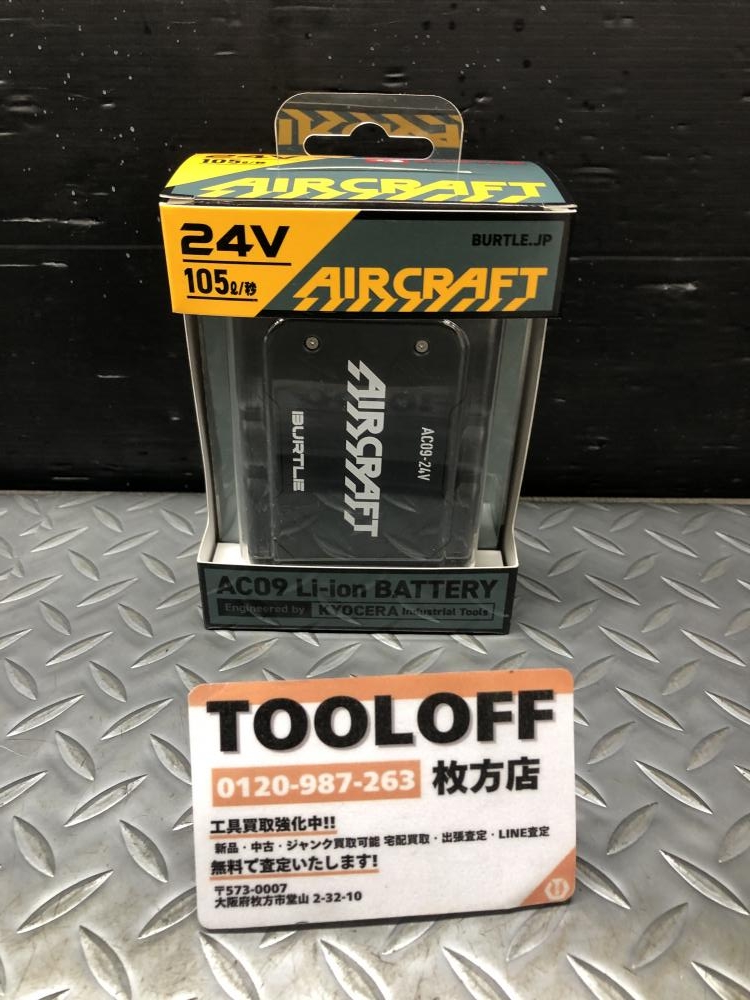 24V
105ℓ/秒
AIRCRAFT
24V
105ℓ/秒
BURTLE.JP
AIRCRAFT
AIRCRAFT
BURTLE
AC09-24V
AC09 Li-ion BATTERY
Engineered by KYOCERA Industrial Tools
TOOLOFF
0120-987-263 枚方店
工具買取強化中!!
新品・中古・ジャンク買取可能 宅配買取・出張査定・LINE査定
無料で査定いたします!
〒573-0007
大阪府枚方市堂山 2-32-10